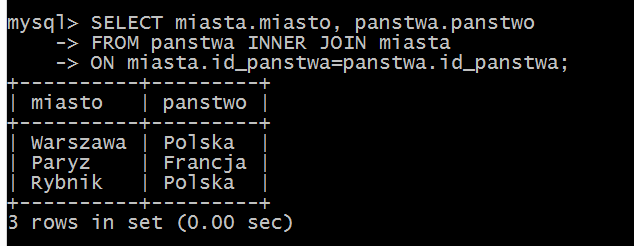 mysql> SELECT miasta.miasto, panstwa.panstwo
    -> FROM panstwa INNER JOIN miasta
    -> ON miasta.id_panstwa=panstwa.id_panstwa;
+----------+---------+
| miasto   | panstwo |
+----------+---------+
| Warszawa | Polska  |
| Paryz    | Francja |
| Rybnik   | Polska  |
+----------+---------+
3 rows in set (0.00 sec)